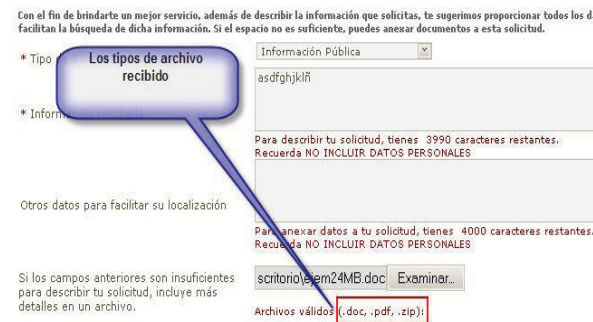 Con el fin de brindarte un mejor servicio, además de describir la información que solicitas, te sugerimos proporcionar todos los
facilitan la búsqueda de dicha información. Si el espacio no es suficiente, puedes anexar documentos a esta solicitud.
* Tipo
Información Pública
Los tipos de archivo
recibido
asdfghjklñ
*
Para describir tu solicitud, tienes 3990 caracteres restantes.
Recuerda NO INCLUIR DATOS PERSONALES
Otros datos para facilitar su localización
Para anexar datos a tu solicitud, tienes 4000 caracteres restantes.
Recuerda NO INCLUIR DATOS PERSONALES
Si los campos anteriores son insuficientes
para describir tu solicitud, incluye más
detalles en un archivo.
scritorio\ejem24MB.doc Examinar...
Archivos válidos (.doc, .pdf, .zip):